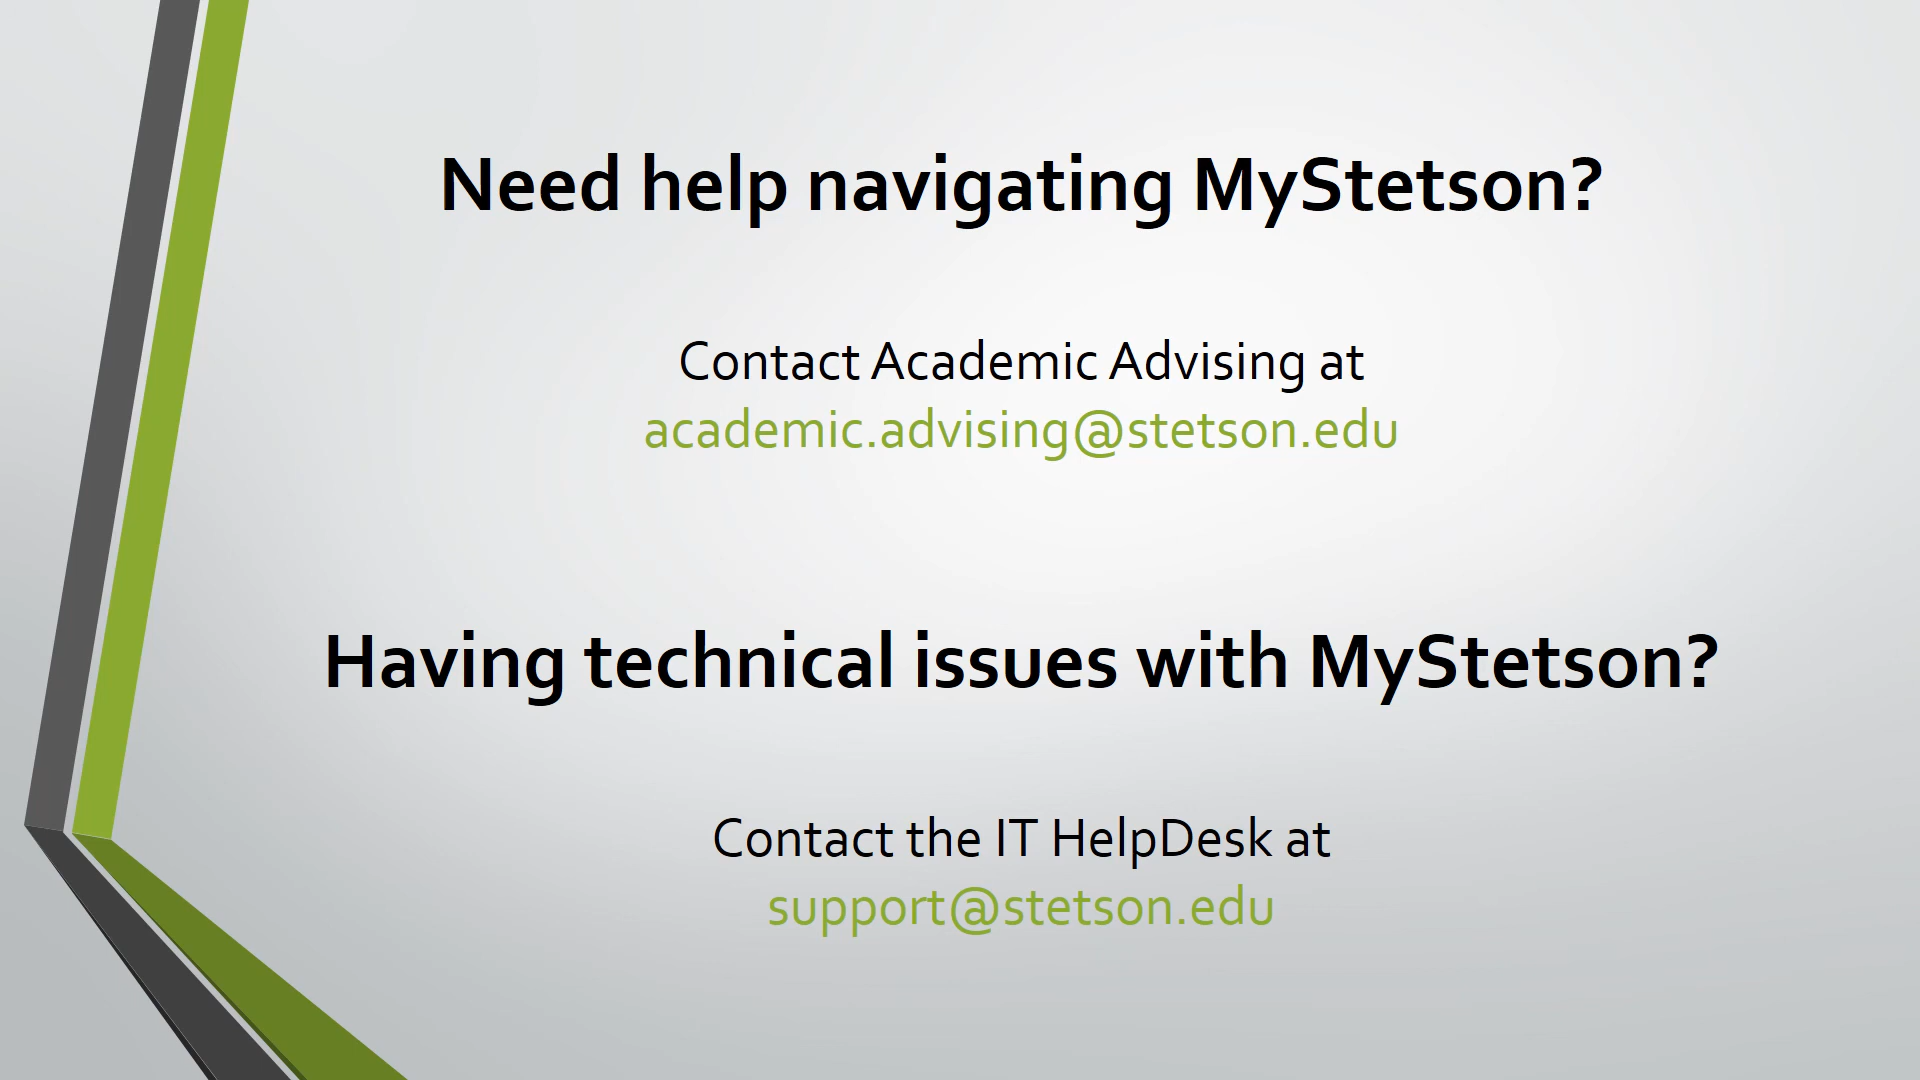 Need help navigating MyStetson?
Contact Academic Advising at
academic.advising@stetson.edu
Having technical issues with MyStetson?
Contact the IT HelpDesk at
support@stetson.edu